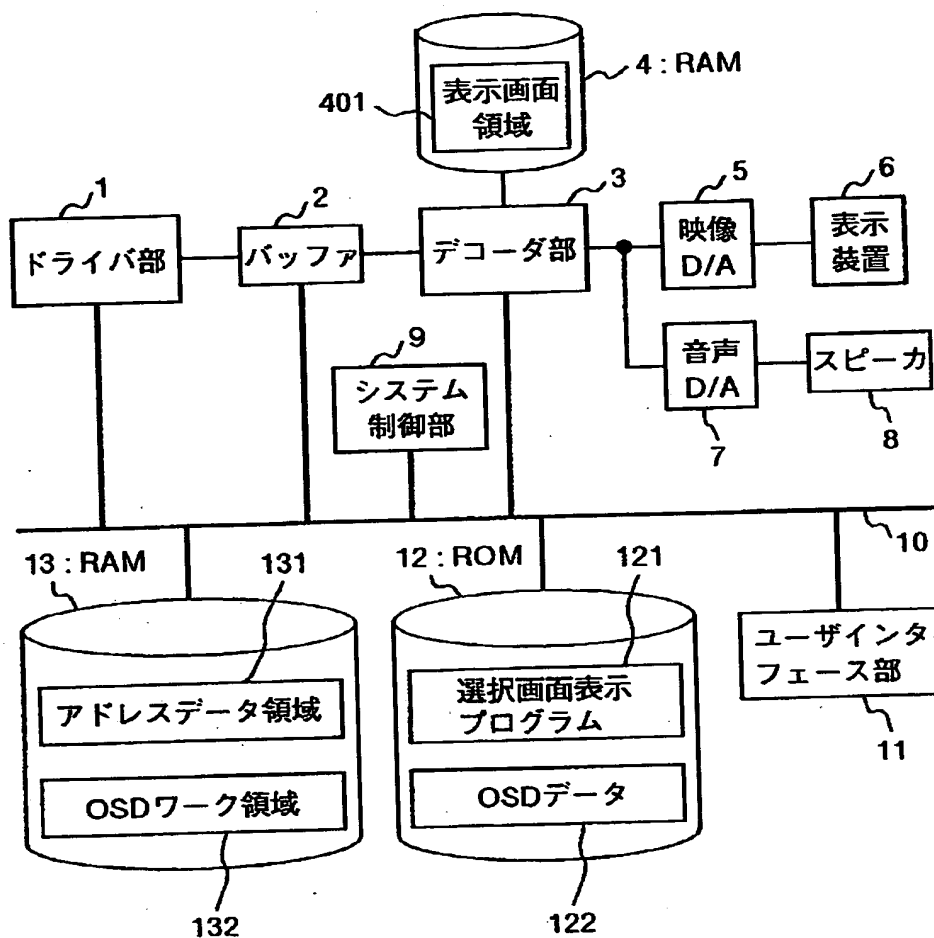 4 : RAM
401
表示画面
領域
1
2
3
5
6
ドライバ部
バッファ
デコーダ部
映像
D/A
表示
装置
9
システム
制御部
音声
D/A
スピーカ
7
8
10
13 : RAM
131
12 : ROM
121
アドレスデータ領域
選択画面表示
プログラム
ユーザインタ
フェース部
11
OSDワーク領域
OSDデータ
132
122